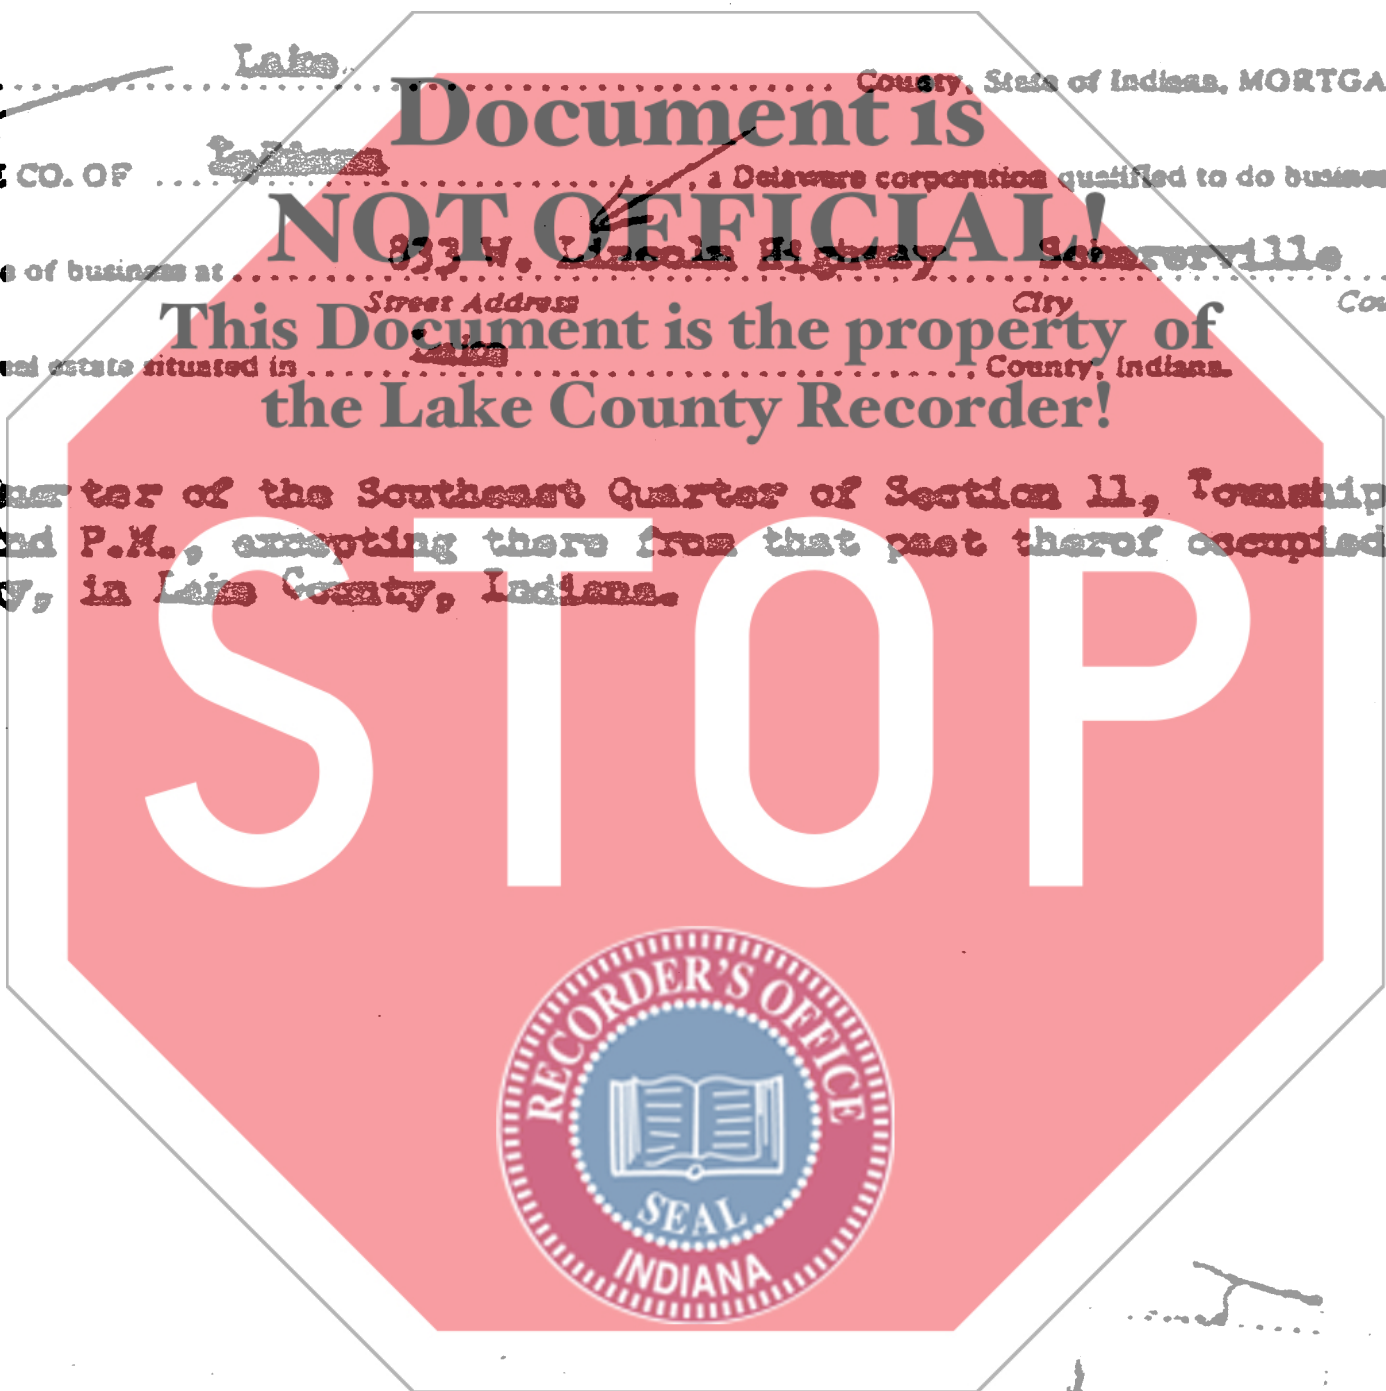 Lake County, State of Indiana, MORTGA
Document is
CO. OF Indiana, a Delaware corporation qualified to do business
NOT OFFICIAL!
of business at 833 W. Lincoln Highway
Street Address City Cou
This Document is the property of
estate situated in Lake County, Indiana.
the Lake County Recorder!
ter of the Southeast Quarter of Section 11, Township
P.M., excepting there from that paet therof occupied
in Lake County, Indiana.
STOP
RECORDER'S OFFICE
SEAL
INDIANA